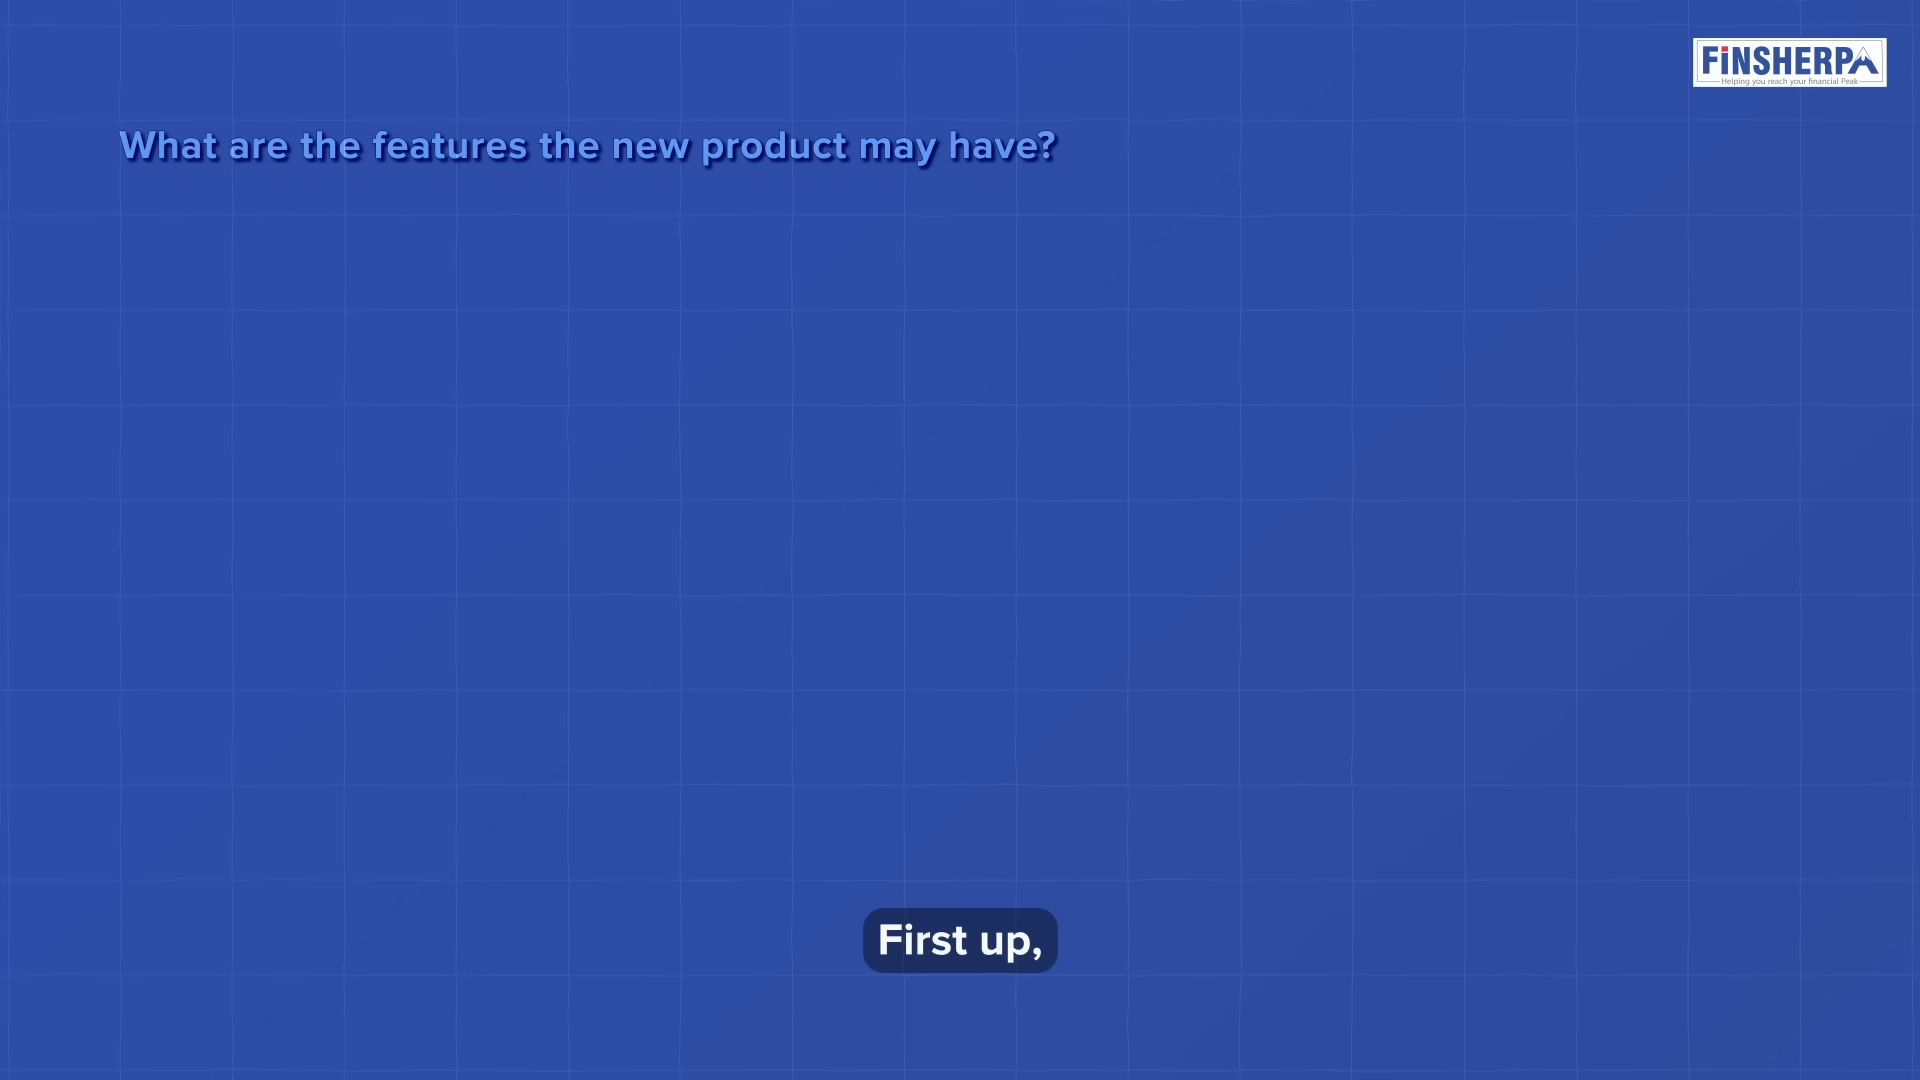 FiNSHERPA
Helping you reach your financial Peak
What are the features the new product may have?
First up,